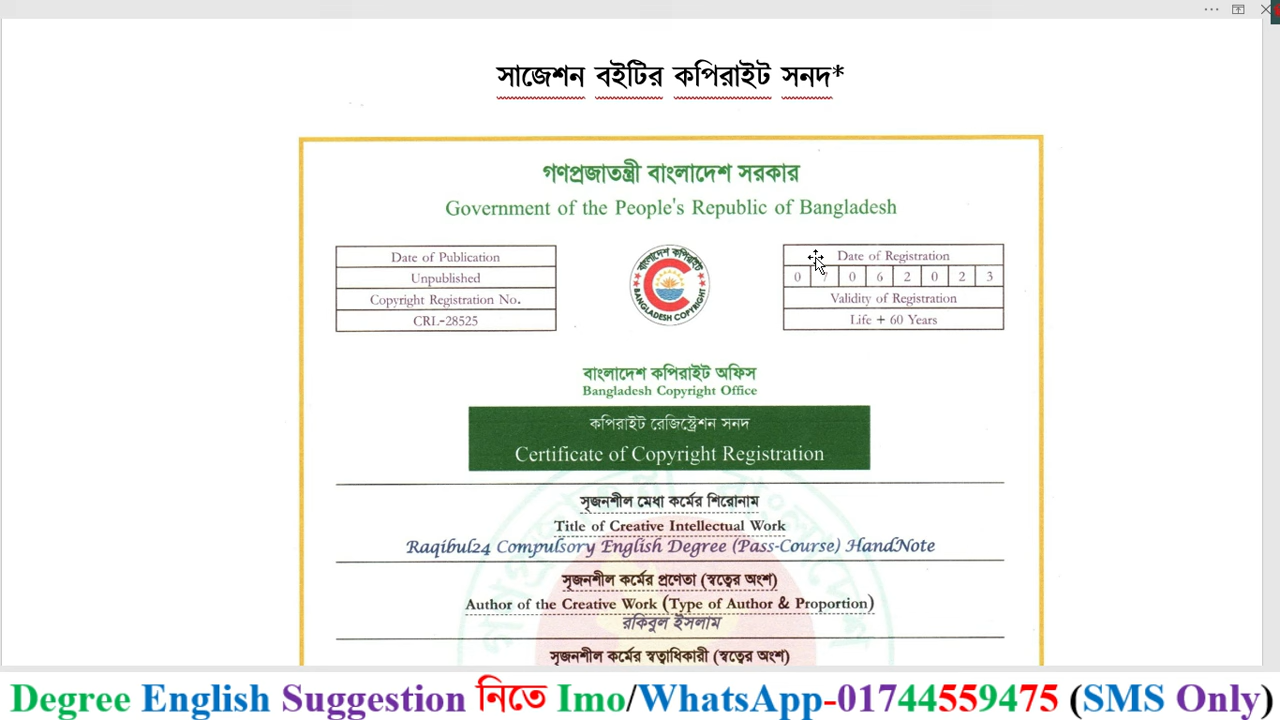 সাজেশন বইটির কপিরাইট সনদ*
গণপ্রজাতন্ত্রী বাংলাদেশ সরকার
Government of the People's Republic of Bangladesh
Date of Publication
Unpublished
Copyright Registration No.
CRL-28525
বাংলাদেশ কপিরাইট
C
BANGLADESH COPYRIGHT
Date of Registration
0 7 0 6 2 0 2 3
Validity of Registration
Life + 60 Years
বাংলাদেশ কপিরাইট অফিস
Bangladesh Copyright Office
কপিরাইট রেজিস্ট্রেশন সনদ
Certificate of Copyright Registration
সৃজনশীল মেধা কর্মের শিরোনাম
Title of Creative Intellectual Work
Raqibul24 Compulsory English Degree (Pass-Course) HandNote
সৃজনশীল কর্মের প্রণেতা (স্বত্বের অংশ)
Author of the Creative Work (Type of Author & Proportion)
রকিবুল ইসলাম
সৃজনশীল কর্মের স্বত্বাধিকারী (স্বত্বের অংশ)
Degree English Suggestion নিতে Imo/WhatsApp-01744559475 (SMS Only)